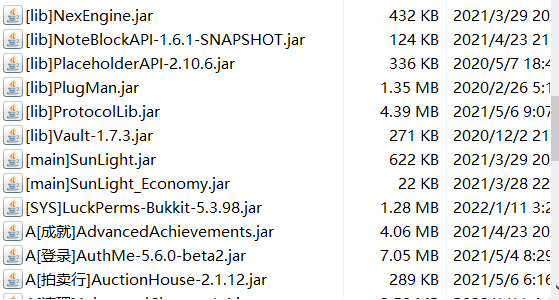 [lib]NexEngine.jar 432 KB 2021/3/29 20
[lib]NoteBlockAPI-1.6.1-SNAPSHOT.jar 124 KB 2021/4/23 21
[lib]PlaceholderAPI-2.10.6.jar 336 KB 2020/5/7 18:4
[lib]PlugMan.jar 1.35 MB 2020/2/26 5:1
[lib]ProtocolLib.jar 4.39 MB 2021/5/6 9:07
[lib]Vault-1.7.3.jar 271 KB 2020/12/2 21
[main]SunLight.jar 622 KB 2021/3/29 20
[main]SunLight_Economy.jar 22 KB 2021/3/28 22
[SYS]LuckPerms-Bukkit-5.3.98.jar 1.28 MB 2022/1/11 3:2
A[成就]AdvancedAchievements.jar 4.06 MB 2021/4/23 20
A[登录]AuthMe-5.6.0-beta2.jar 7.05 MB 2021/5/4 8:29
A[拍卖行]AuctionHouse-2.1.12.jar 289 KB 2021/5/6 6:16